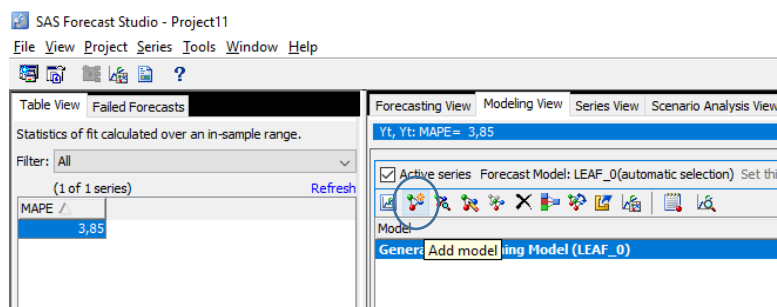 SAS Forecast Studio - Project11
File View Project Series Tools Window Help
?
Table View Failed Forecasts
Statistics of fit calculated over an in-sample range.
Filter: All
(1 of 1 series) Refresh
MAPE
3,85
Forecasting View Modeling View Series View Scenario Analysis View
Yt, Yt: MAPE= 3,85
Active series Forecast Model: LEAF_0(automatic selection) Set
Model
Add model
(LEAF_0)